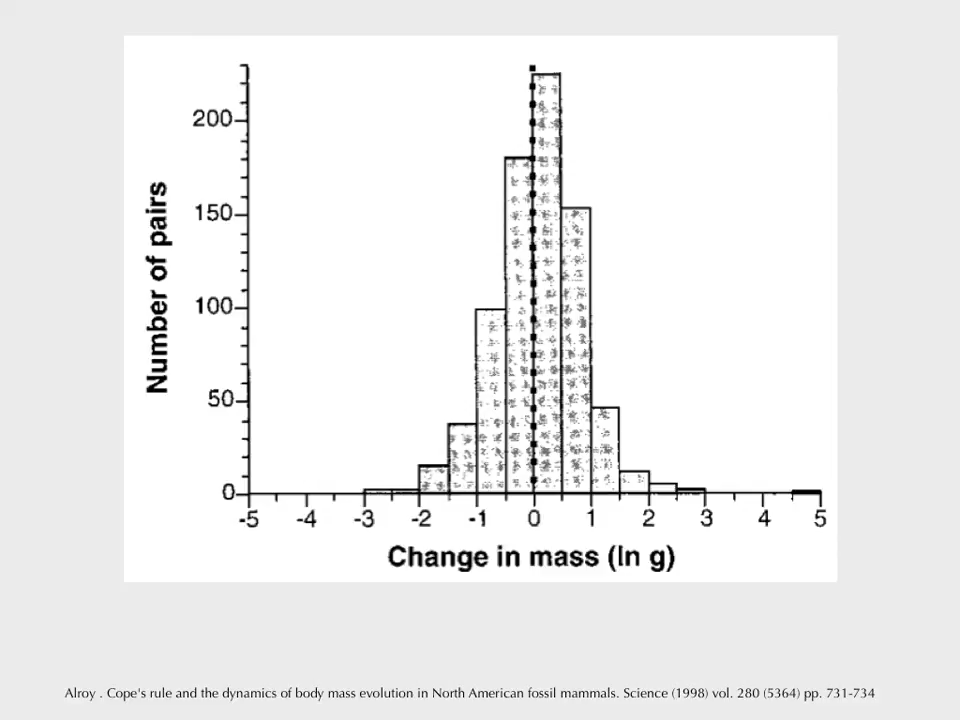 200
150
100
50
0
Number of pairs
-5 -4 -3 -2 -1 0 1 2 3 4 5
Change in mass (ln g)
Alroy . Cope's rule and the dynamics of body mass evolution in North American fossil mammals. Science (1998) vol. 280 (5364) pp. 731-734